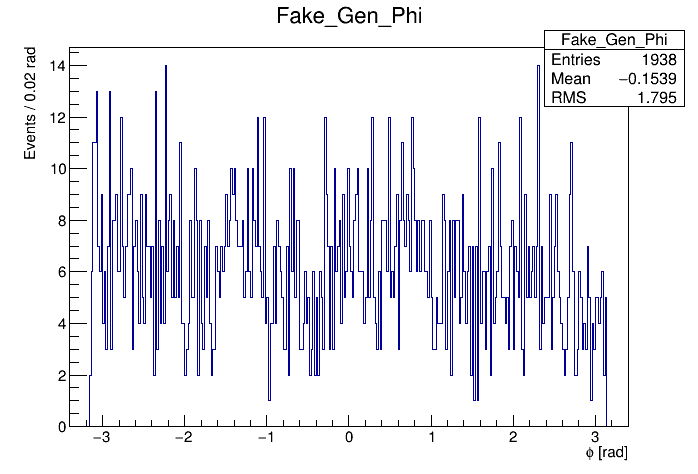 Fake_Gen_Phi
Fake_Gen_Phi
Entries 1938
Mean −0.1539
RMS 1.795
Events / 0.02 rad
14
12
10
8
6
4
2
0
−3 −2 −1 0 1 2 3
ϕ [rad]